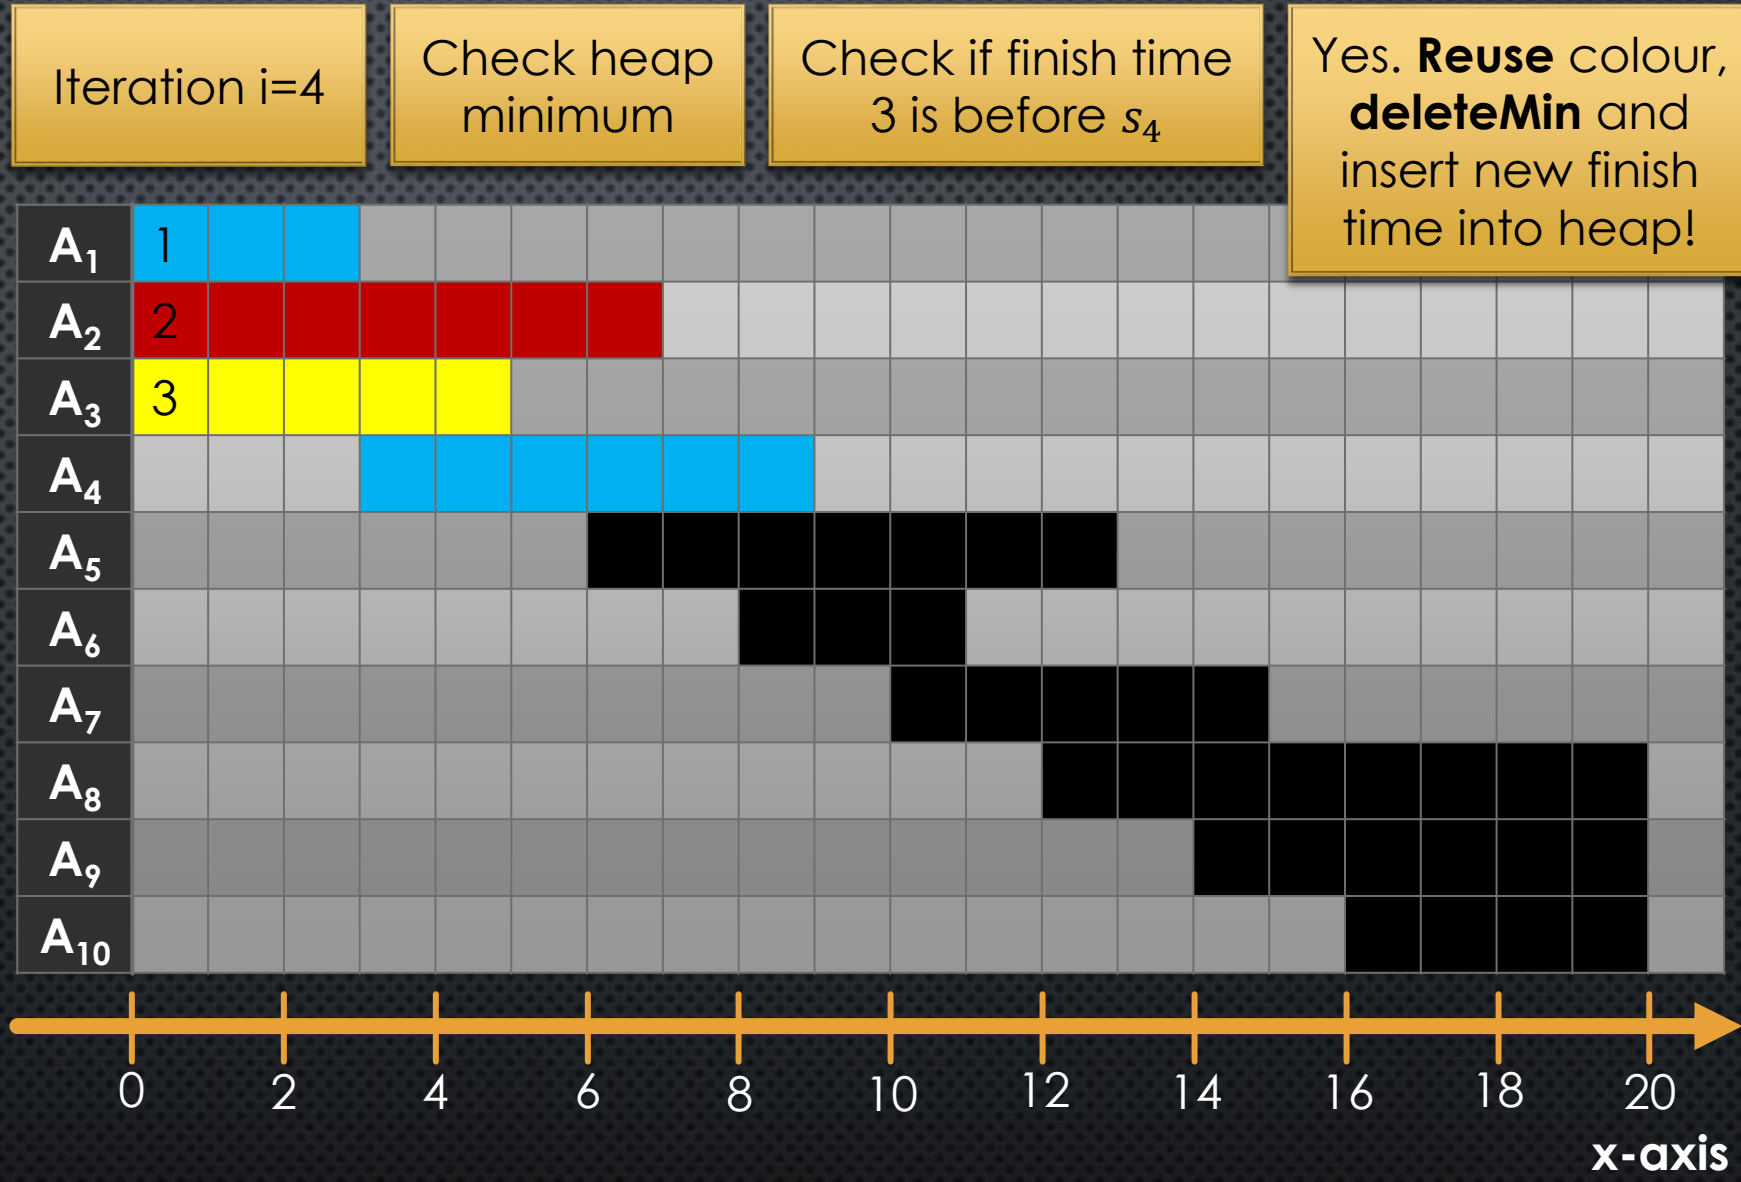 Iteration i=4
Check heap
minimum
Check if finish time
3 is before s₄
Yes. Reuse colour,
deleteMin and
insert new finish
time into heap!
A₁ 1
A₂ 2
A₃ 3
A₄
A₅
A₆
A₇
A₈
A₉
A₁₀
0 2 4 6 8 10 12 14 16 18 20
x-axis